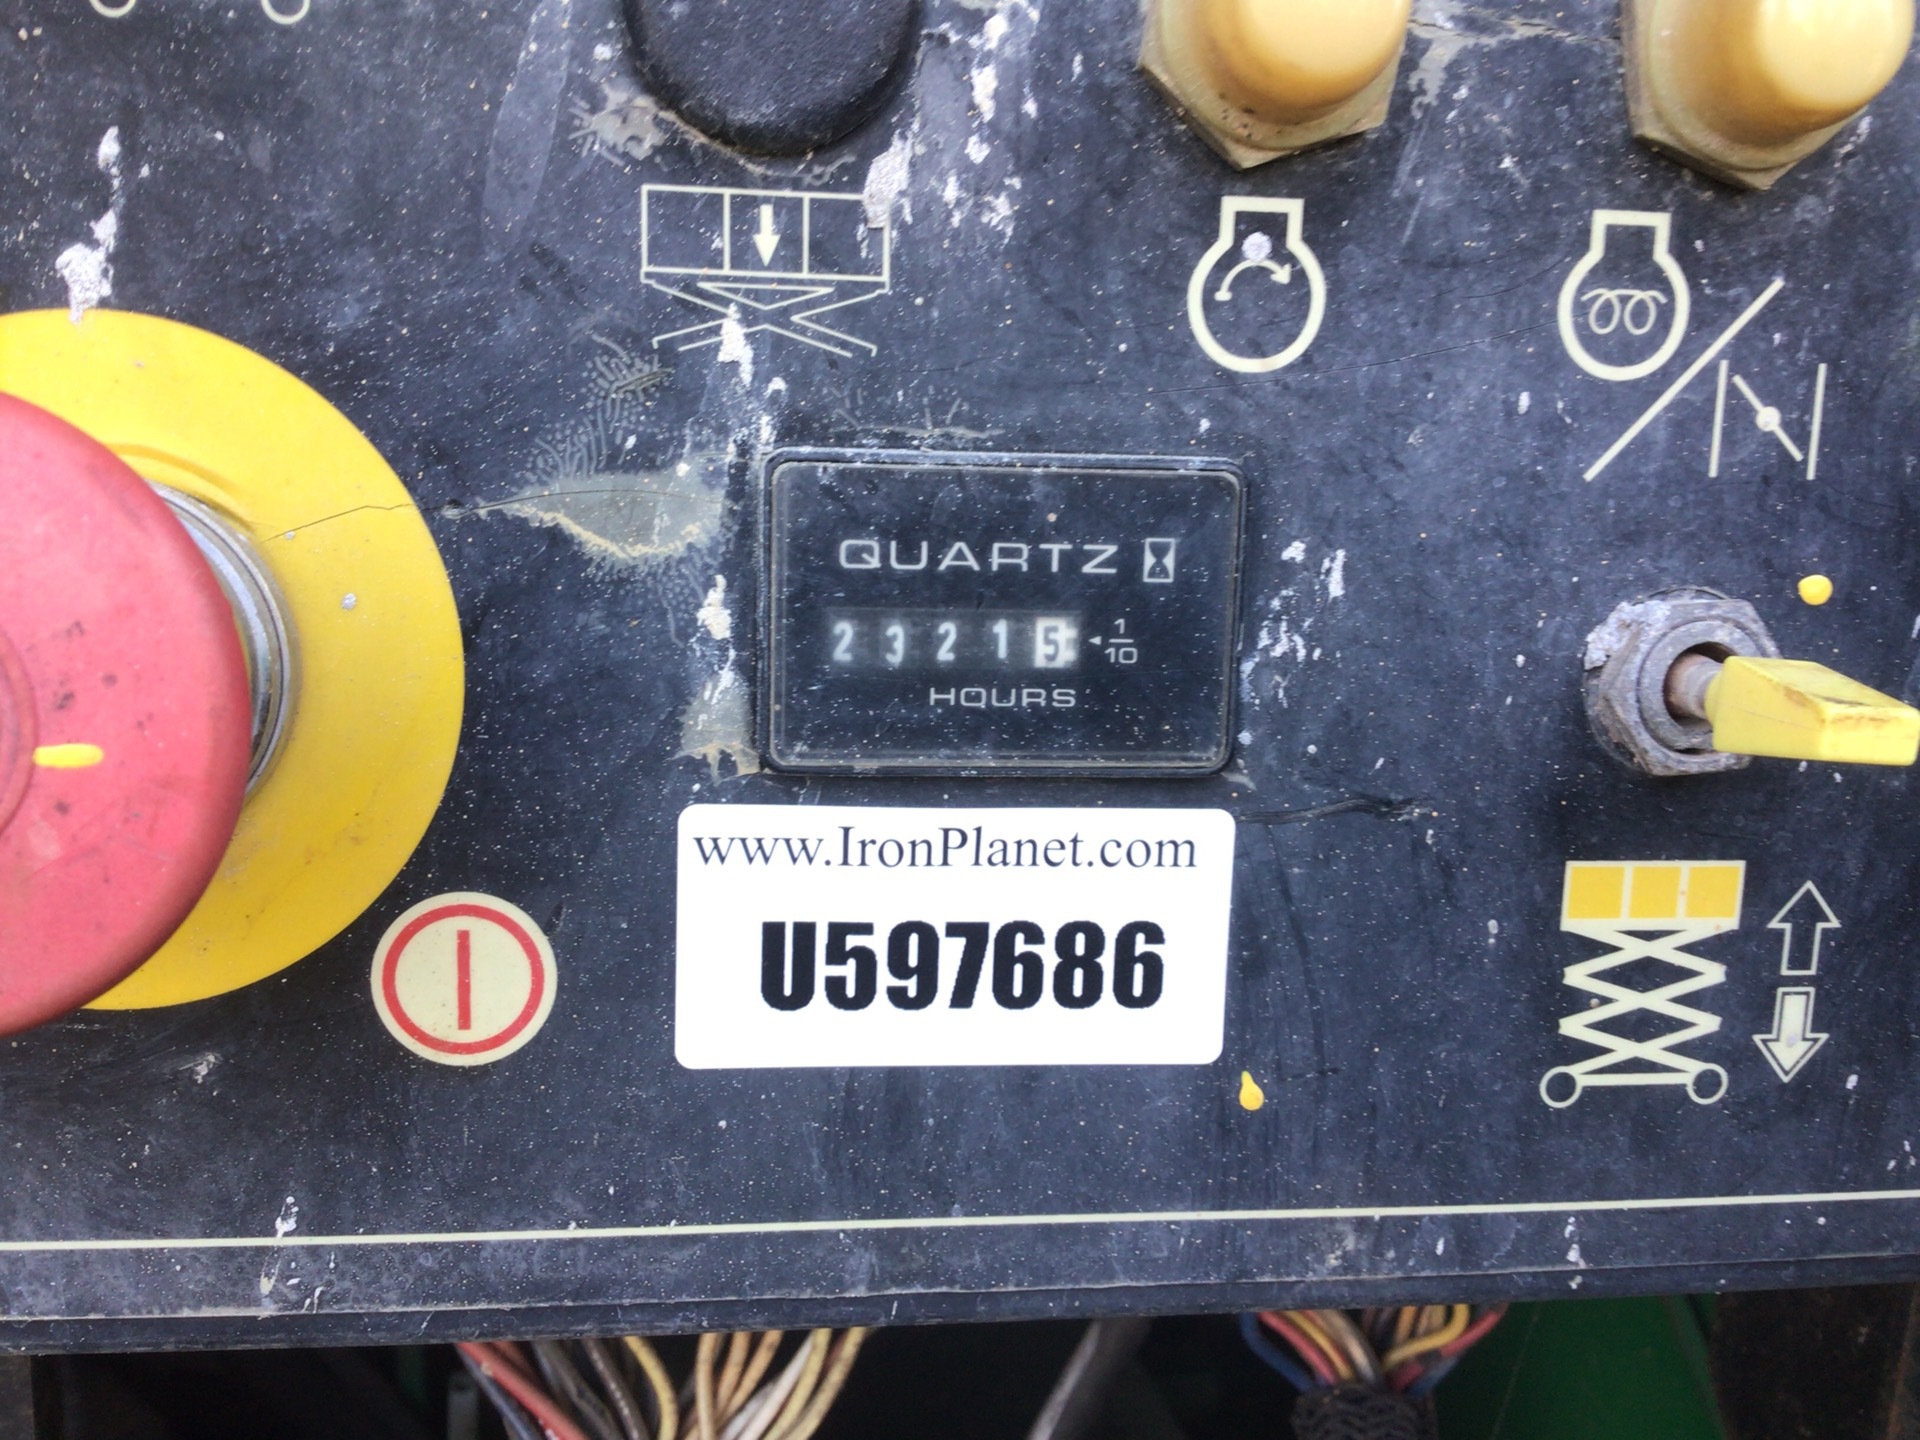 QUARTZ
23215 1/10
HOURS
www.IronPlanet.com
U597686